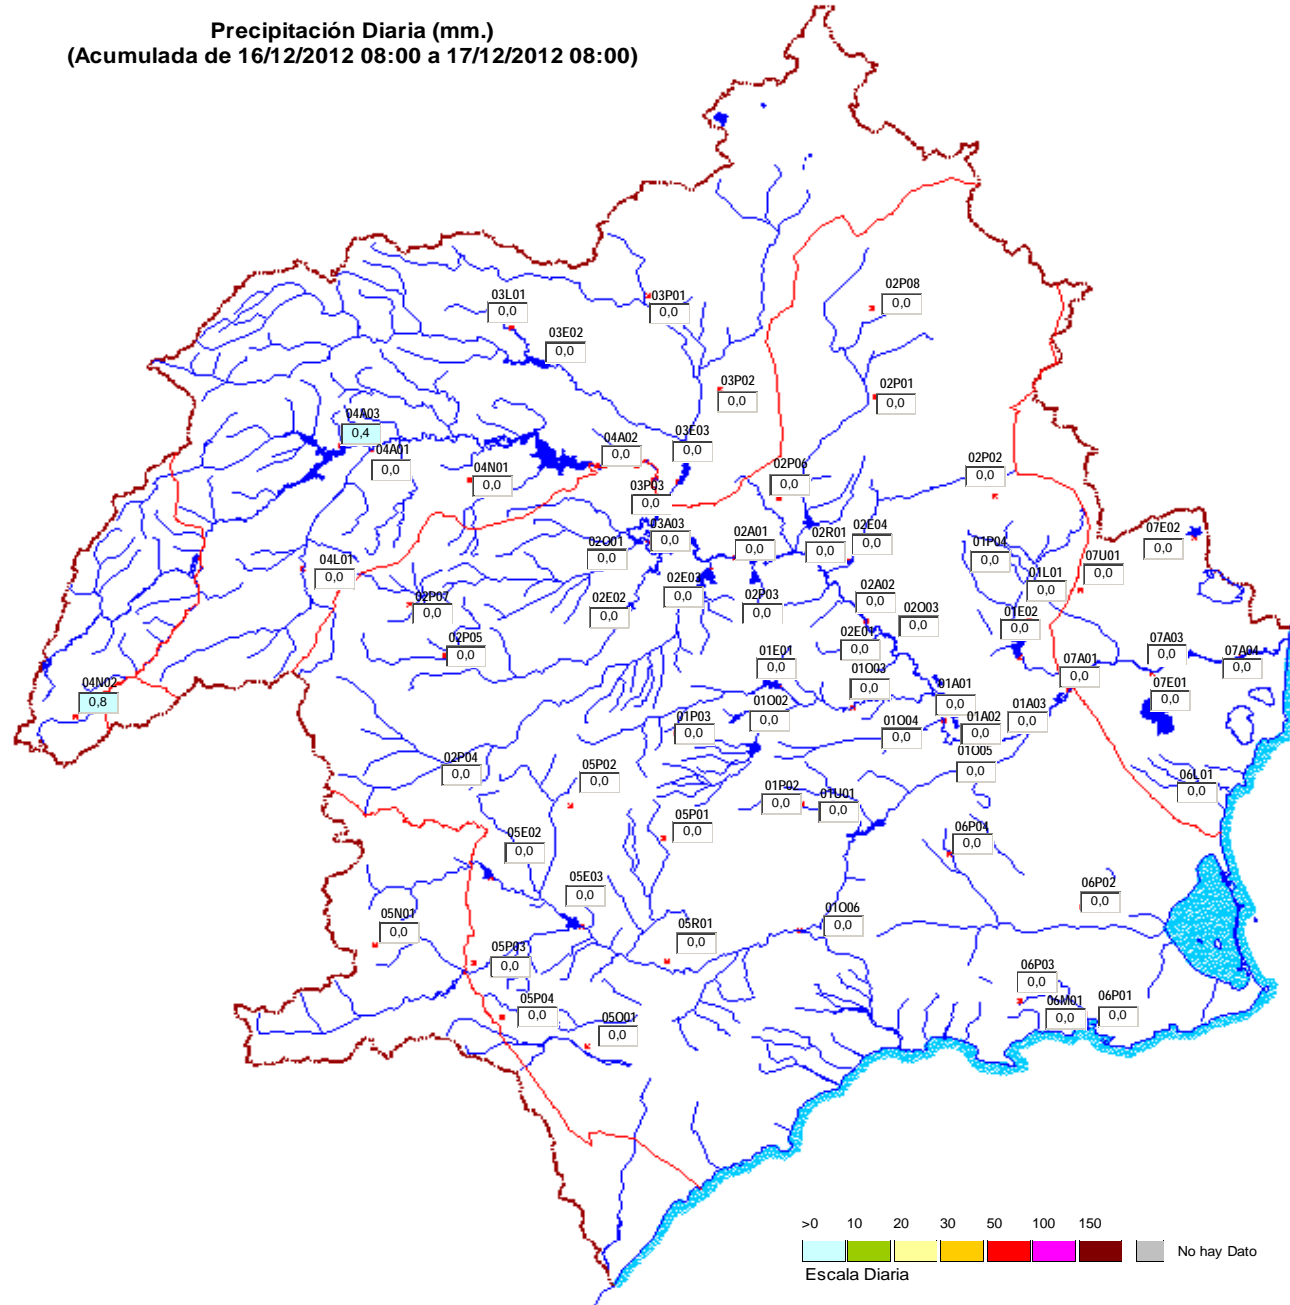 Precipitación Diaria (mm.)
(Acumulada de 16/12/2012 08:00 a 17/12/2012 08:00)
02P08
0,0
03L01
0,0
03P01
0,0
03E02
0,0
03P02
0,0
02P01
0,0
04A03
0,4
03E03
0,0
04A02
0,0
04A01
0,0
04N01
0,0
02P06
0,0
02P02
0,0
03P03
0,0
03A03
0,0
02O01
0,0
02A01
0,0
02R01
0,0
02E04
0,0
07E02
0,0
01P04
0,0
07U01
0,0
04L01
0,0
01L01
0,0
02E03
0,0
02P07
0,0
02E02
0,0
02P03
0,0
02A02
0,0
02O03
0,0
01E02
0,0
02E01
0,0
02P05
0,0
07A03
0,0
07A04
0,0
01E01
0,0
01O03
0,0
07A01
0,0
04N02
0,8
01A01
0,0
07E01
0,0
01O02
0,0
01P03
0,0
01O04
0,0
01A02
0,0
01A03
0,0
01O05
0,0
02P04
0,0
05P02
0,0
06L01
0,0
01P02
0,0
01U01
0,0
05P01
0,0
06P04
0,0
05E02
0,0
05E03
0,0
06P02
0,0
05N01
0,0
05R01
0,0
01O06
0,0
05P03
0,0
06P03
0,0
05P04
0,0
05O01
0,0
06M01
0,0
06P01
0,0
>0 10 20 30 50 100 150
No hay Dato
Escala Diaria